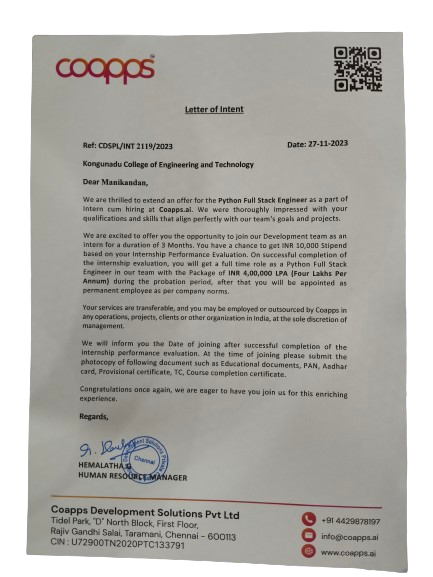 coapps
Letter of Intent
Ref: CDSPL/INT 2119/2023
Date: 27-11-2023
Kongunadu College of Engineering and Technology
Dear Manikandan,
We are thrilled to extend an offer for the Python Full Stack Engineer as a part of
Intern cum hiring at Coapps.ai. We were thoroughly impressed with your
qualifications and skills that align perfectly with our team's goals and projects.
We are excited to offer you the opportunity to join our Development team as an
intern for a duration of 3 Months. You have a chance to get INR 10,000 Stipend
based on your Internship Performance Evaluation. On successful completion of
the internship evaluation, you will get a full time role as a Python Full Stack
Engineer in our team with the Package of INR 4,00,000 LPA (Four Lakhs Per
Annum) during the probation period, after that you will be appointed as
permanent employee as per company norms.
Your services are transferable, and you may be employed or outsourced by Coapps in
any operations, projects, clients or other organization in India, at the sole discretion of
management.
We will inform you the Date of joining after successful completion of the
internship performance evaluation. At the time of joining please submit the
photocopy of following document such as Educational documents, PAN, Aadhar
card, Provisional certificate, TC, Course completion certificate.
Congratulations once again, we are eager to have you join us for this enriching
experience.
Regards,
Chennai
HEMALATHA
HUMAN RESOURCE MANAGER
Coapps Development Solutions Pvt Ltd
Tidel Park, "D" North Block, First Floor,
Rajiv Gandhi Salai, Taramani, Chennai - 600113
CIN : U72900TN2020PTC133791
+91 4429878197
info@coapps.ai
www.coapps.ai